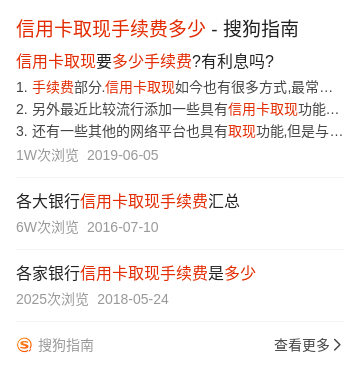 信用卡取现手续费多少 - 搜狗指南
信用卡取现要多少手续费?有利息吗?
1. 手续费部分.信用卡取现如今也有很多方式,最常…
2. 另外最近比较流行添加一些具有信用卡取现功能…
3. 还有一些其他的网络平台也具有取现功能,但是与…
1W次浏览 2019-06-05
各大银行信用卡取现手续费汇总
6W次浏览 2016-07-10
各家银行信用卡取现手续费是多少
2025次浏览 2018-05-24
搜狗指南 查看更多